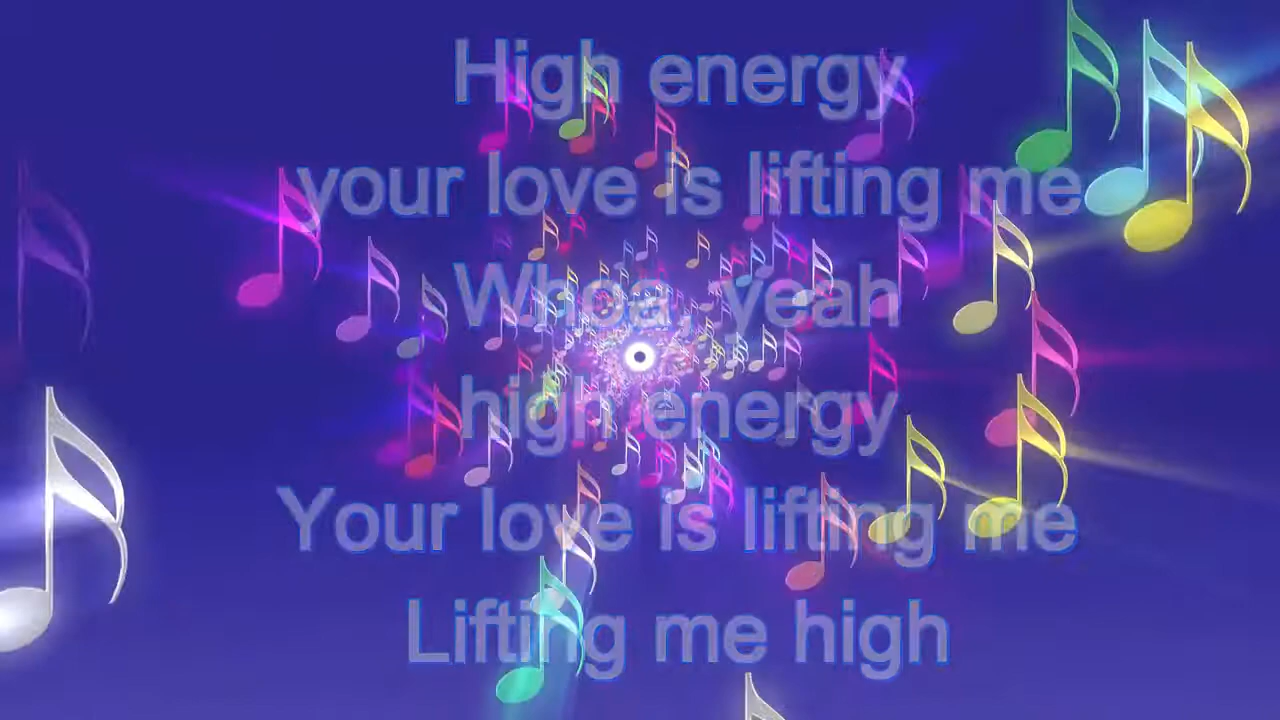 High energy
your love is lifting me
Whoa, yeah
high energy
Your love is lifting me
Lifting me high